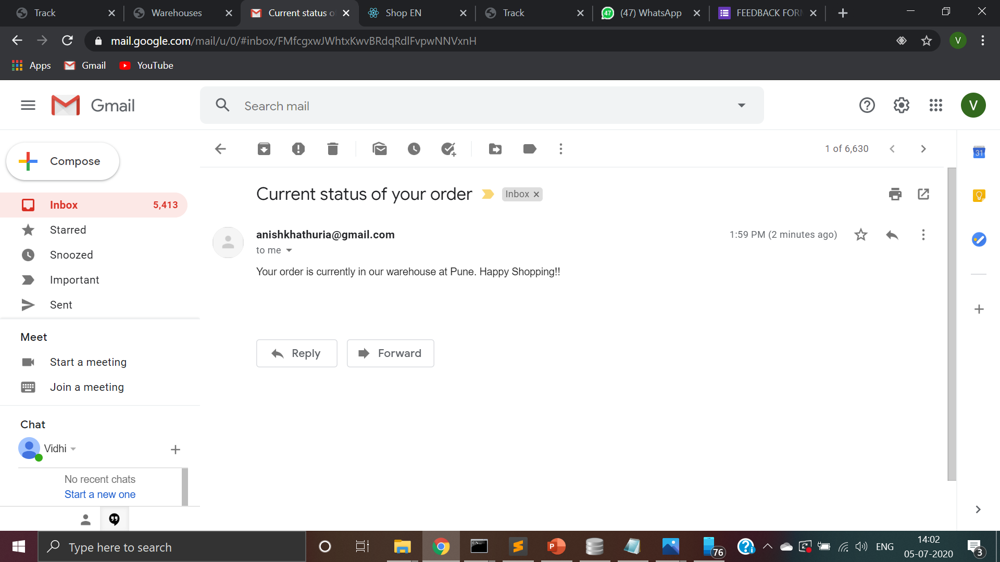 Track
Warehouses
Current status o
Shop EN
Track
47
(47) WhatsApp
FEEDBACK FOR
mail.google.com/mail/u/0/#inbox/FMfcgxwJWhtxKwvBRdqRdlFvpwNNVxnH
V
Apps
Gmail
YouTube
Gmail
Search mail
V
Compose
1 of 6,630
31
Inbox 5,413
Starred
Snoozed
Important
Sent
Current status of your order
Inbox ×
anishkhathuria@gmail.com
1:59 PM (2 minutes ago)
to me
Your order is currently in our warehouse at Pune. Happy Shopping!!
Reply
Forward
Meet
Start a meeting
Join a meeting
Chat
Vidhi
No recent chats
Start a new one
Type here to search
76
ENG
14:02
05-07-2020
3